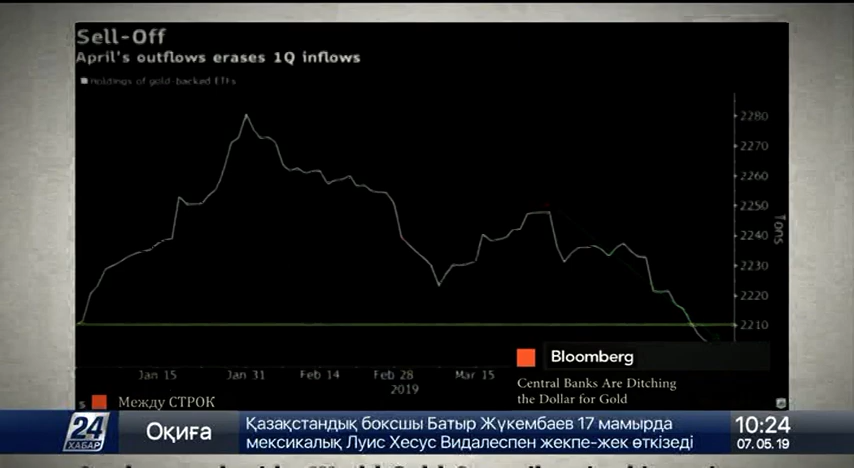 Sell-Off
April's outflows erases 1Q inflows
Holdings of gold-backed ETFs
2280
2270
2260
2250
2240
2230
2220
2210
Tons
Jan 15 Jan 31 Feb 14 Feb 28 Mar 15
2019
Bloomberg
Central Banks Are Ditching
the Dollar for Gold
s
Между СТРОК
24
ХАБАР
Оқиға
Қазақстандық боксшы Батыр Жүкембаев 17 мамырда
мексикалық Луис Хесус Видалеспен жекпе-жек өткізеді
10:24
07.05.19